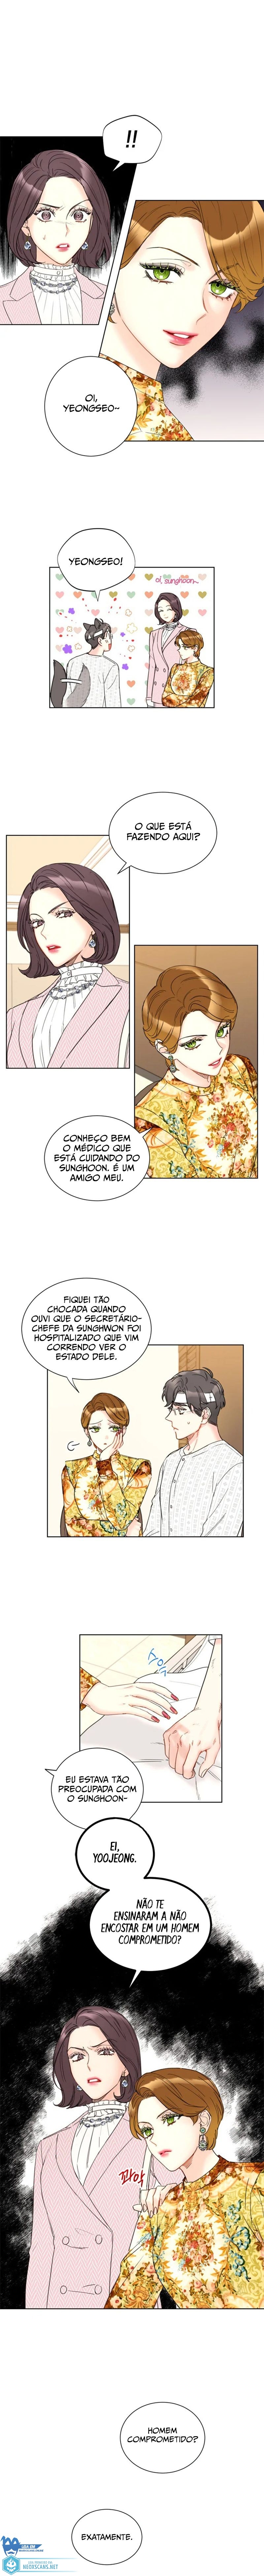 !!
OI,
YEONGSEO~
YEONGSEO!
oi, sunghoon~
O QUE ESTÁ
FAZENDO AQUI?
CONHEÇO BEM
O MÉDICO QUE
ESTÁ CUIDANDO DO
SUNGHOON. É UM
AMIGO MEU.
FIQUEI TÃO
CHOCADA QUANDO
OUVI QUE O SECRETÁRIO-
CHEFE DA SUNGHWON FOI
HOSPITALIZADO QUE VIM
CORRENDO VER O
ESTADO DELE.
EU ESTAVA TÃO
PREOCUPADA COM
O SUNGHOON-
EI,
YOOJEONG.
NÃO TE
ENSINARAM A NÃO
ENCOSTAR EM UM HOMEM
COMPROMETIDO?
콰악
HOMEM
COMPROMETIDO?
EXATAMENTE.